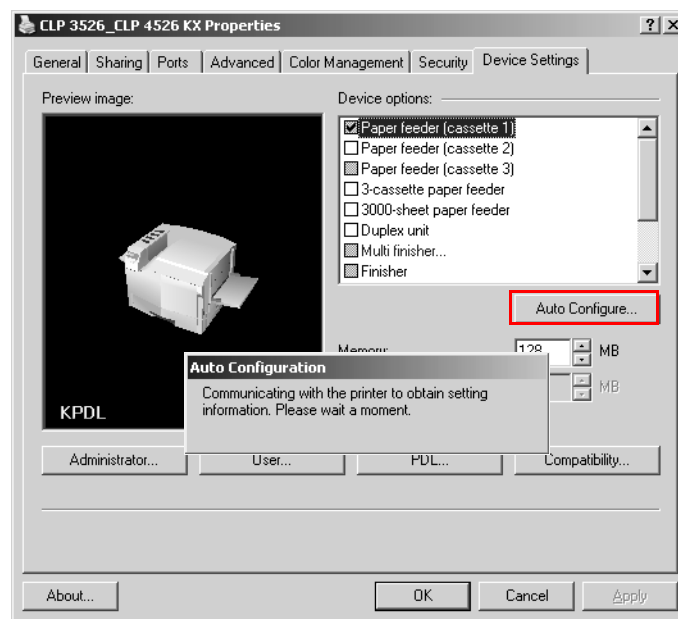 CLP 3526_CLP 4526 KX Properties
? X
General Sharing Ports Advanced Color Management Security Device Settings
Preview image:
Device options:
Paper feeder (cassette 1)
Paper feeder (cassette 2)
Paper feeder (cassette 3)
3-cassette paper feeder
3000-sheet paper feeder
Duplex unit
Multi finisher...
Finisher
Auto Configure...
Memory: 128 MB
MB
KPDL
Auto Configuration
Communicating with the printer to obtain setting
information. Please wait a moment.
Administrator... User... PDL... Compatibility...
About... OK Cancel Apply